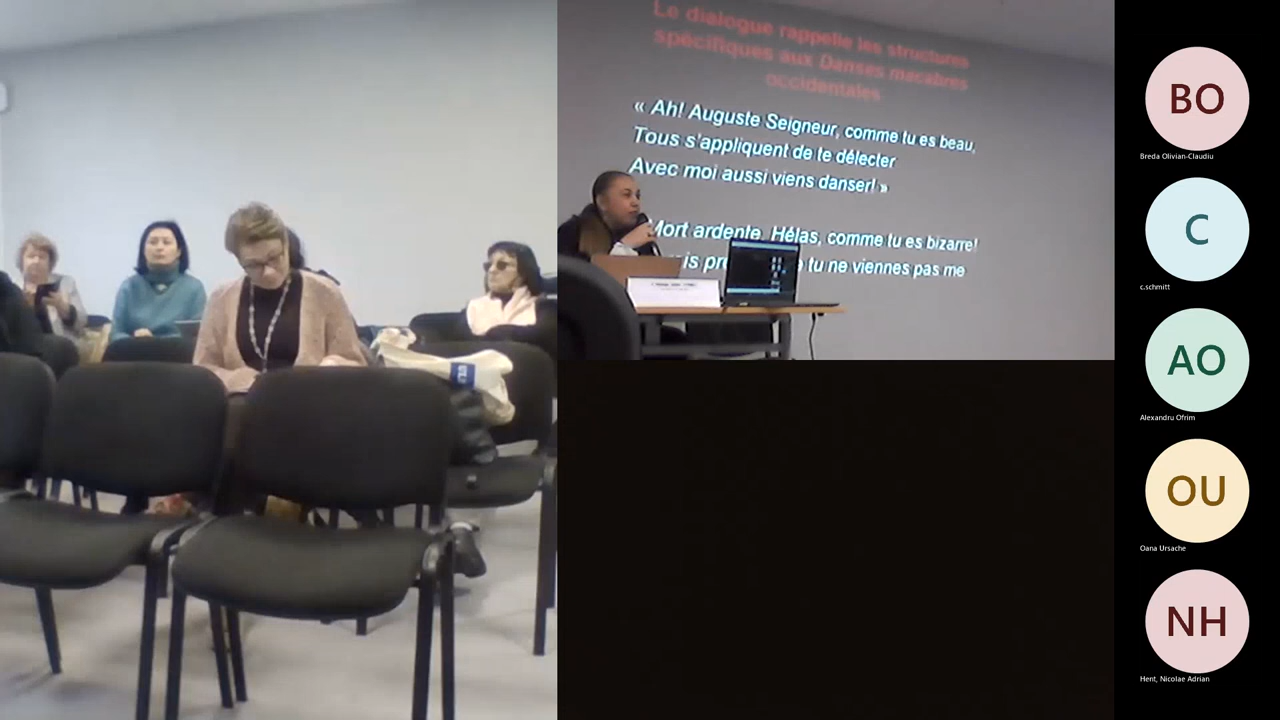 Le dialogue rappelle les structures
spécifiques aux Danses macabres
occidentales
« Ah! Auguste Seigneur, comme tu es beau,
Tous s'appliquent de te délecter
Avec moi aussi viens danser! »
Mort ardente, Hélas, comme tu es bizarre!
tu ne viennes pas me
BO
Breda Olivian-Claudiu
C
c.schmitt
AO
Alexandru Ofrim
OU
Oana Ursache
NH
Hent, Nicolae Adrian